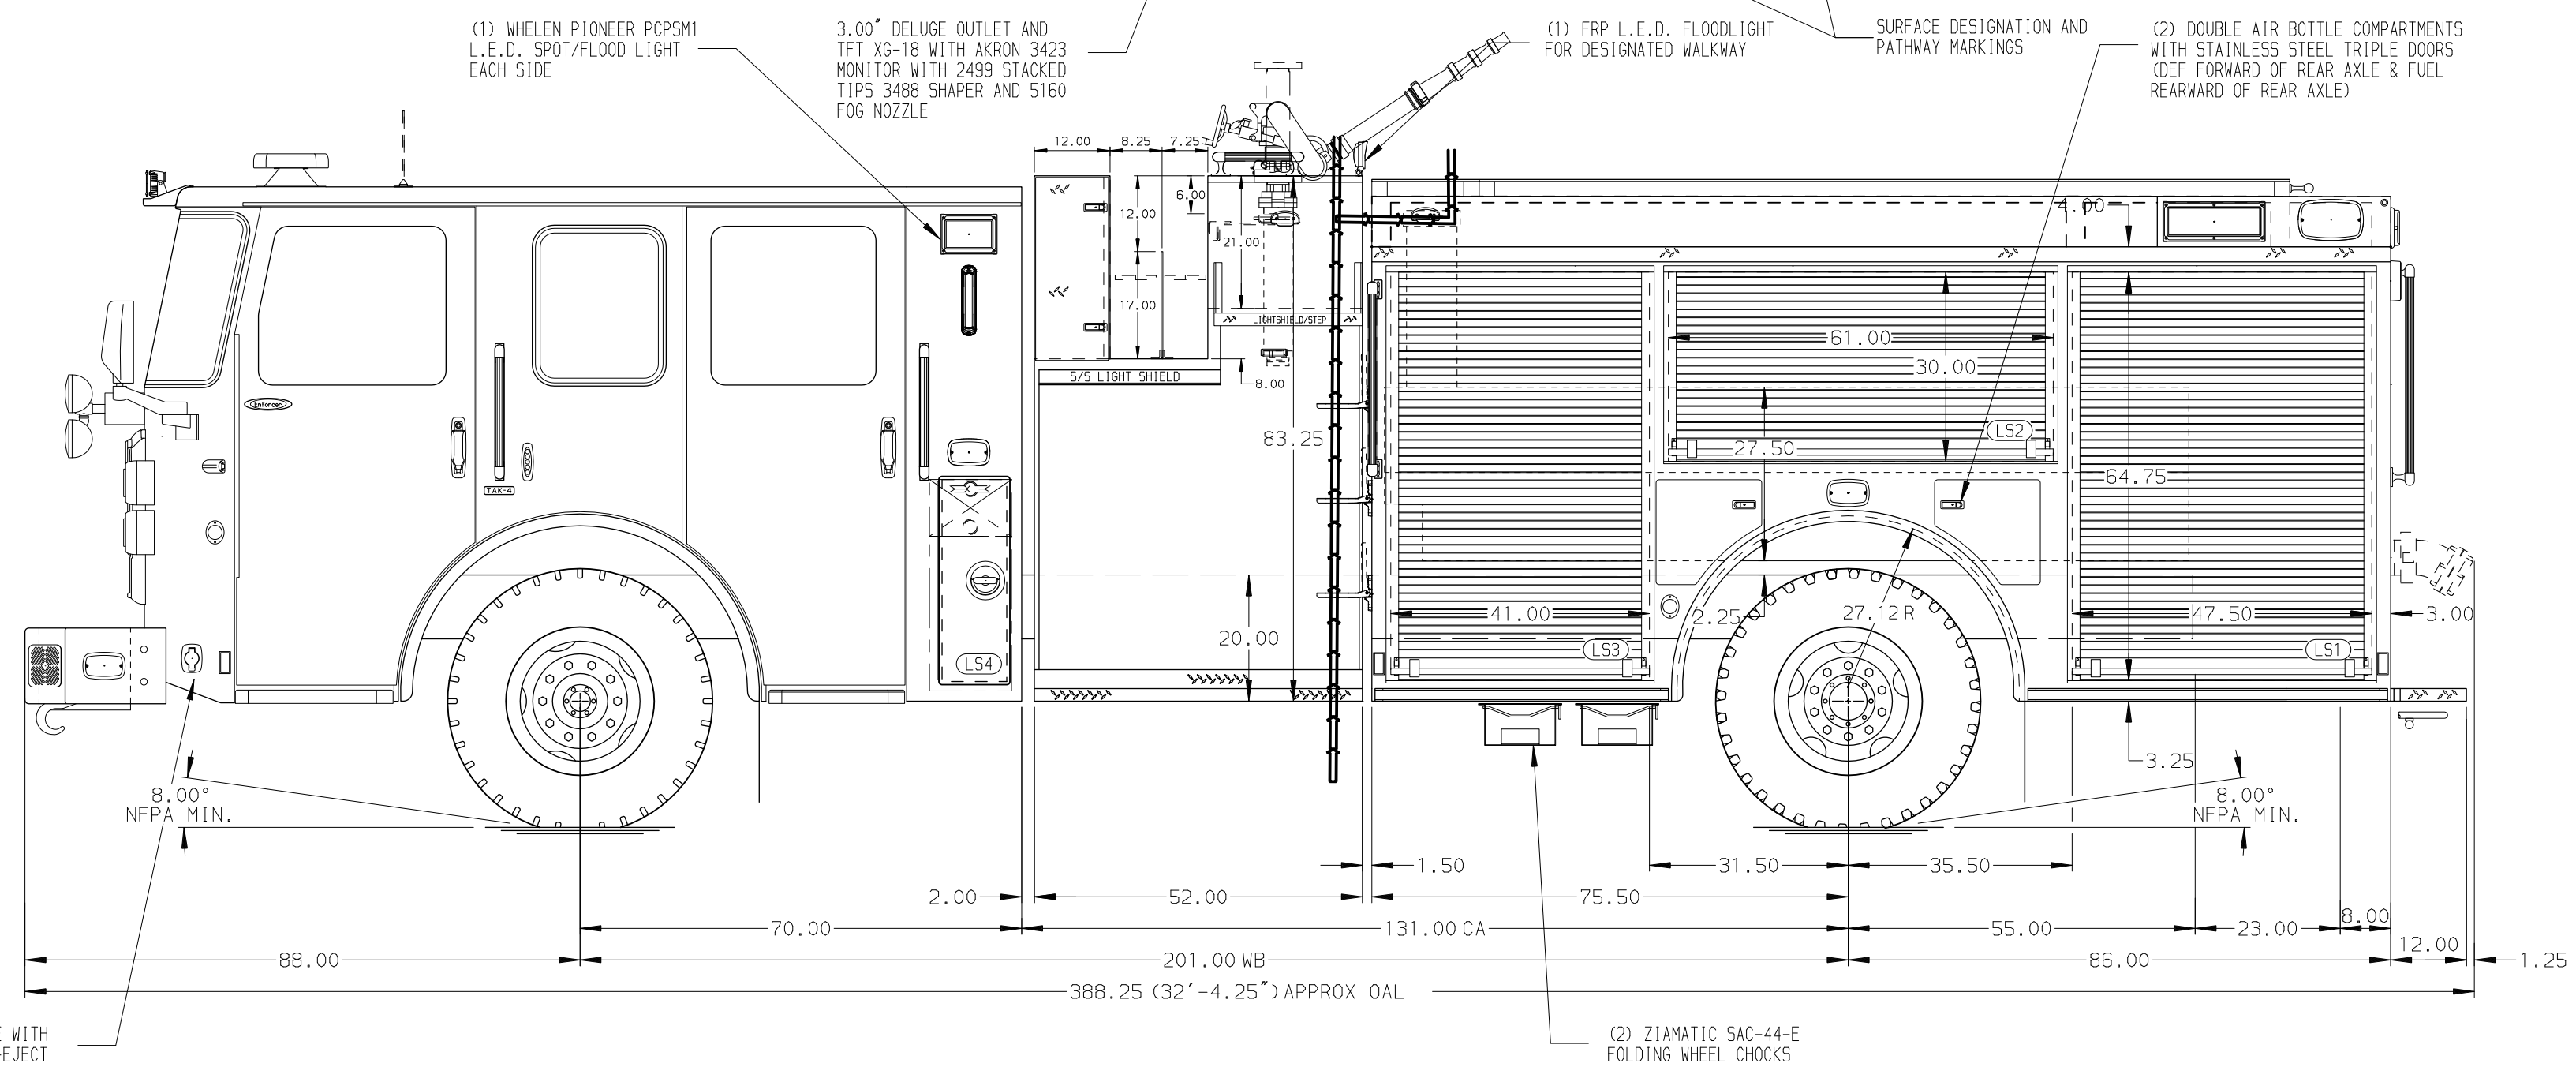 (1) WHELEN PIONEER PCPSM1
L.E.D. SPOT/FLOOD LIGHT
EACH SIDE
3.00" DELUGE OUTLET AND
TFT XG-18 WITH AKRON 3423
MONITOR WITH 2499 STACKED
TIPS 3488 SHAPER AND 5160
FOG NOZZLE
(1) FRP L.E.D. FLOODLIGHT
FOR DESIGNATED WALKWAY
SURFACE DESIGNATION AND
PATHWAY MARKINGS
(2) DOUBLE AIR BOTTLE COMPARTMENTS
WITH STAINLESS STEEL TRIPLE DOORS
(DEF FORWARD OF REAR AXLE & FUEL
REARWARD OF REAR AXLE)
12.00
8.25
7.25
6.00
12.00
21.00
17.00
4.00
LIGHTSHIELD/STEP
8.00
S/S LIGHT SHIELD
61.00
30.00
Enforcer
LS2
83.25
27.50
64.75
TAK-4
41.00
2.25
27.12 R
47.50
3.00
20.00
LS4
LS3
LS1
3.25
8.00°
NFPA MIN.
8.00°
NFPA MIN.
1.50
31.50
35.50
2.00
52.00
75.50
8.00
70.00
131.00 CA
55.00
23.00
12.00
88.00
201.00 WB
86.00
1.25
388.25 (32'-4.25") APPROX OAL
WITH
EJECT
(2) ZIAMATIC SAC-44-E
FOLDING WHEEL CHOCKS